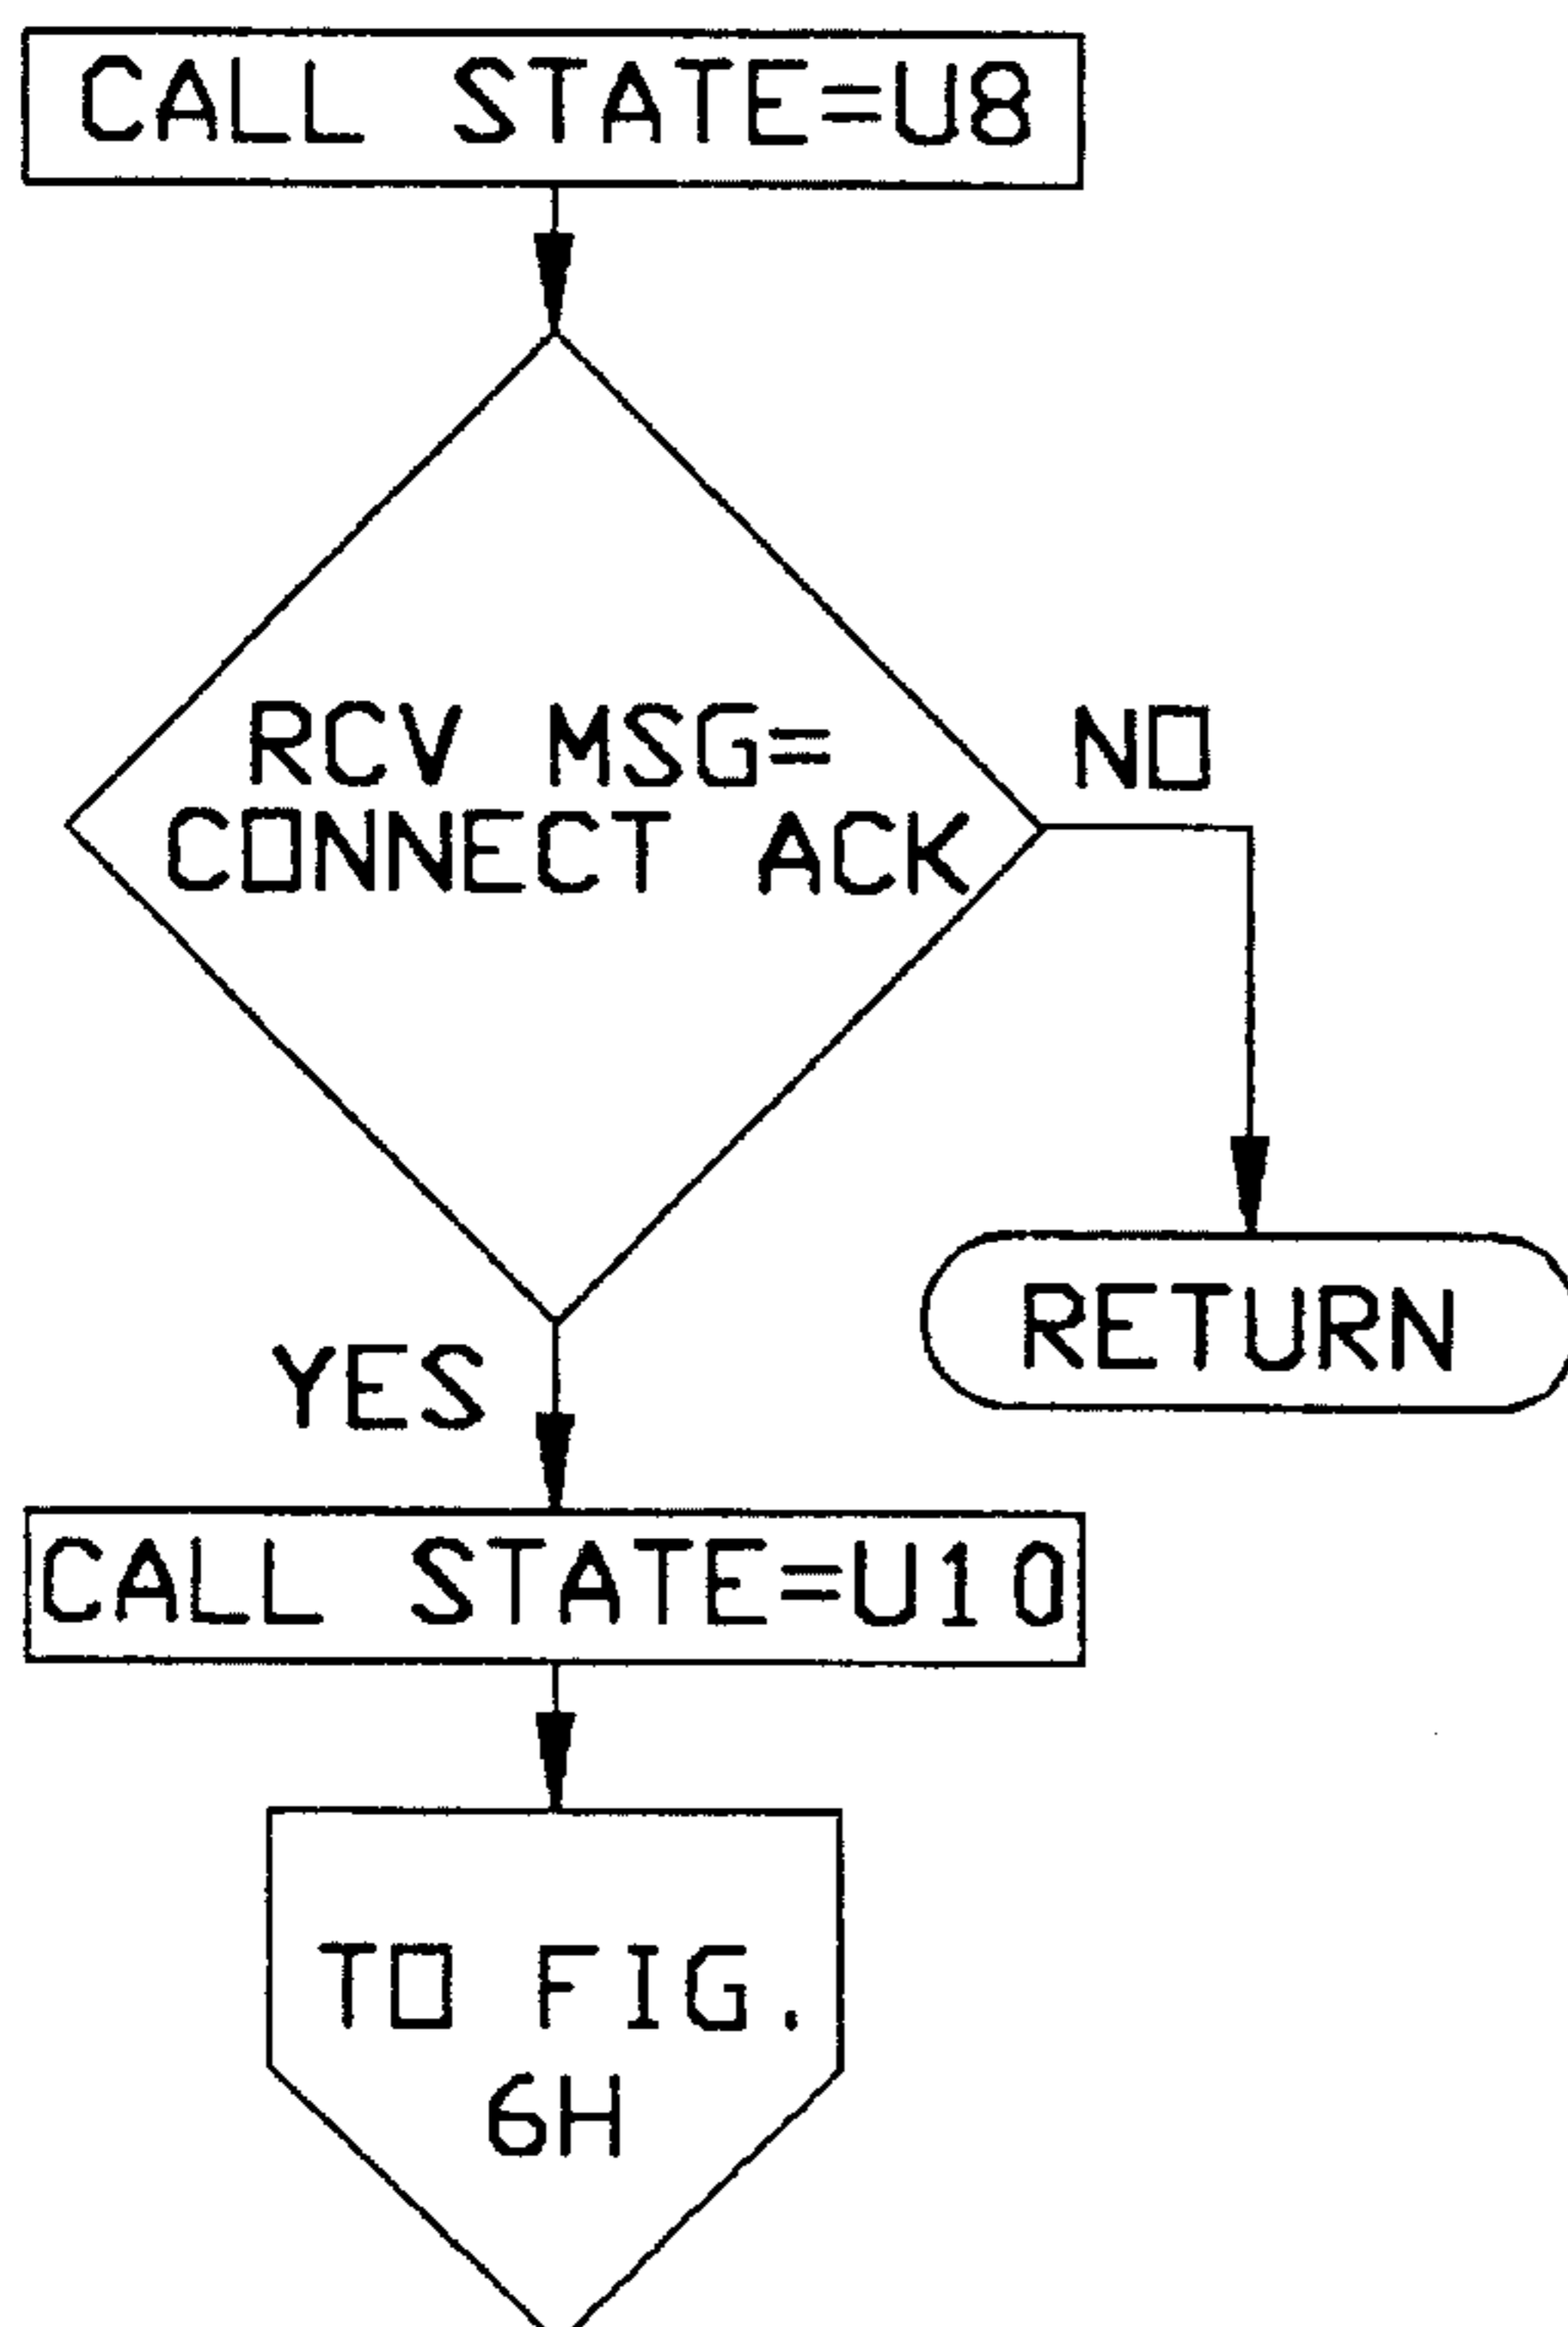 CALL STATE=U8
RCV MSG=
CONNECT ACK
NO
RETURN
YES
CALL STATE=U10
TO FIG.
6H